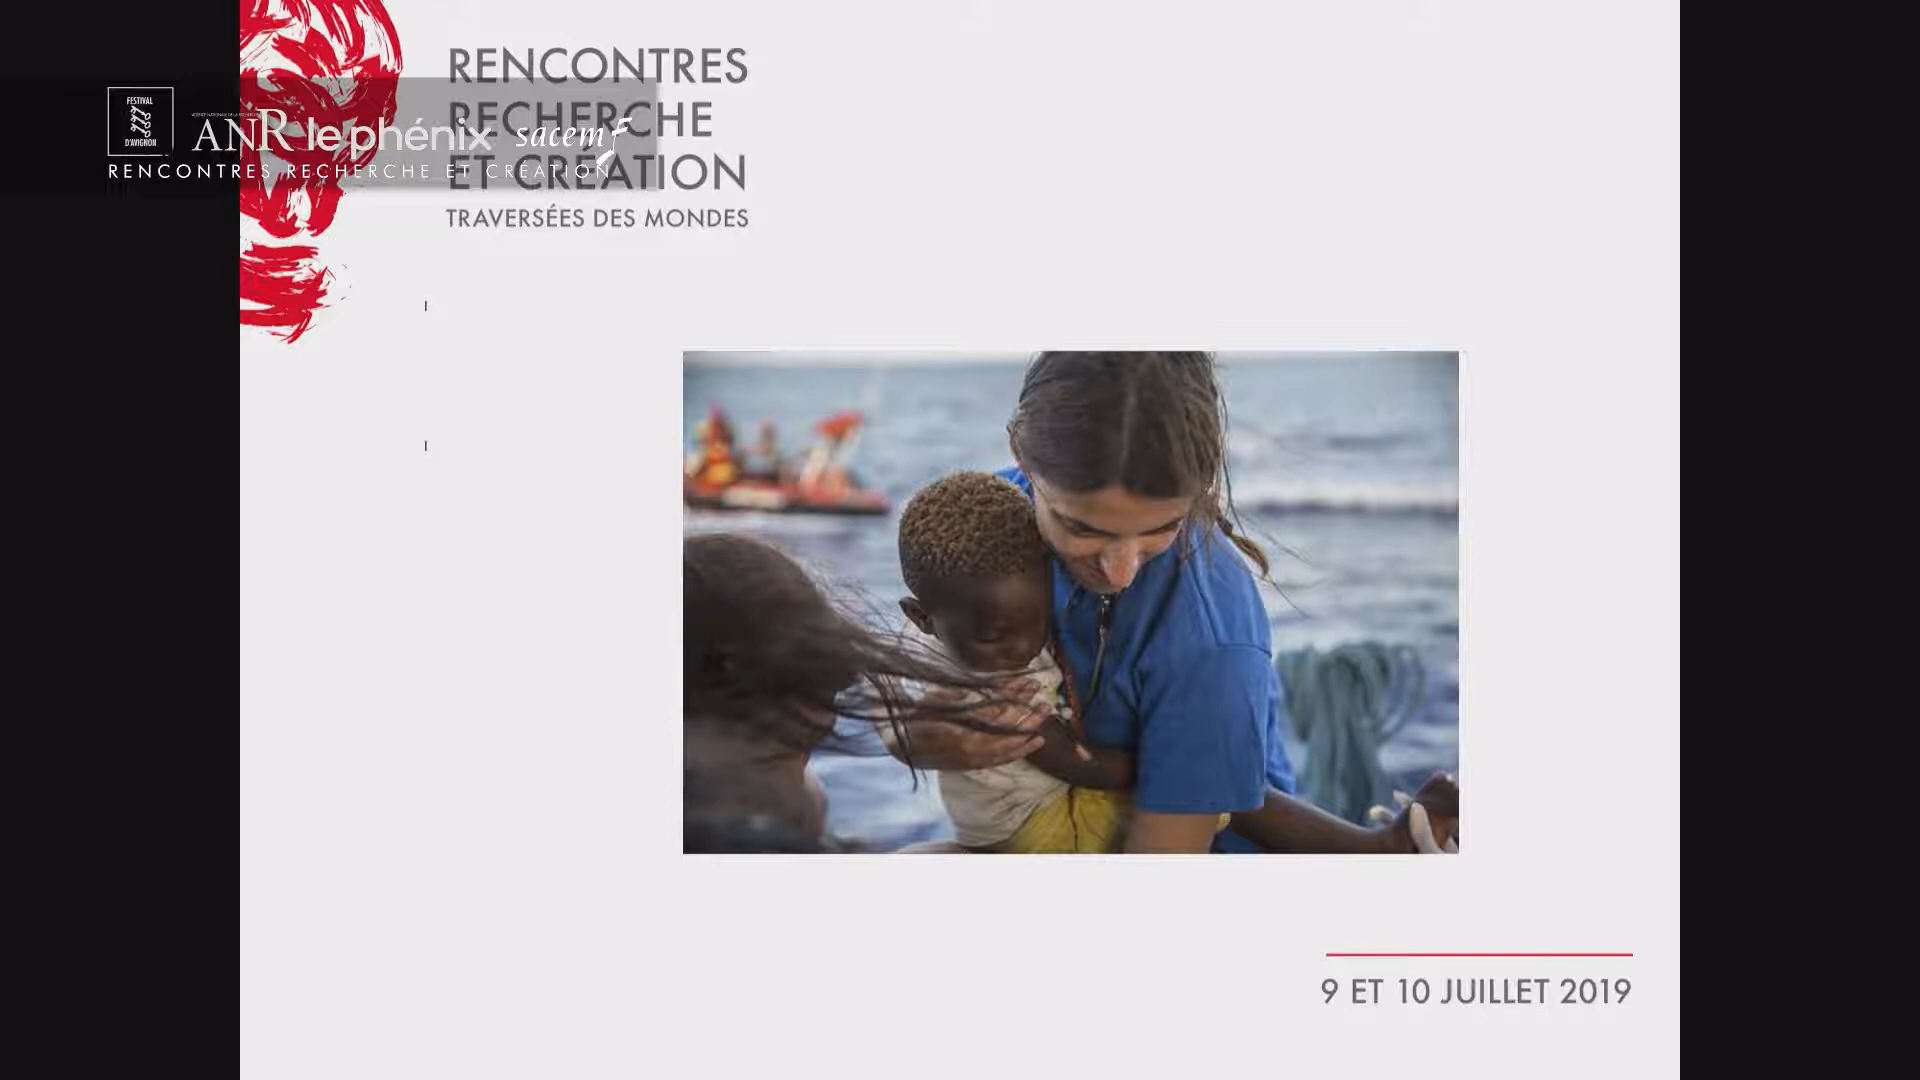 RENCONTRES
RECHERCHE
ET CRÉATION
TRAVERSÉES DES MONDES
FESTIVAL
D'AVIGNON
ANR le phénix sacem
RENCONTRES RECHERCHE ET CRÉATION
9 ET 10 JUILLET 2019